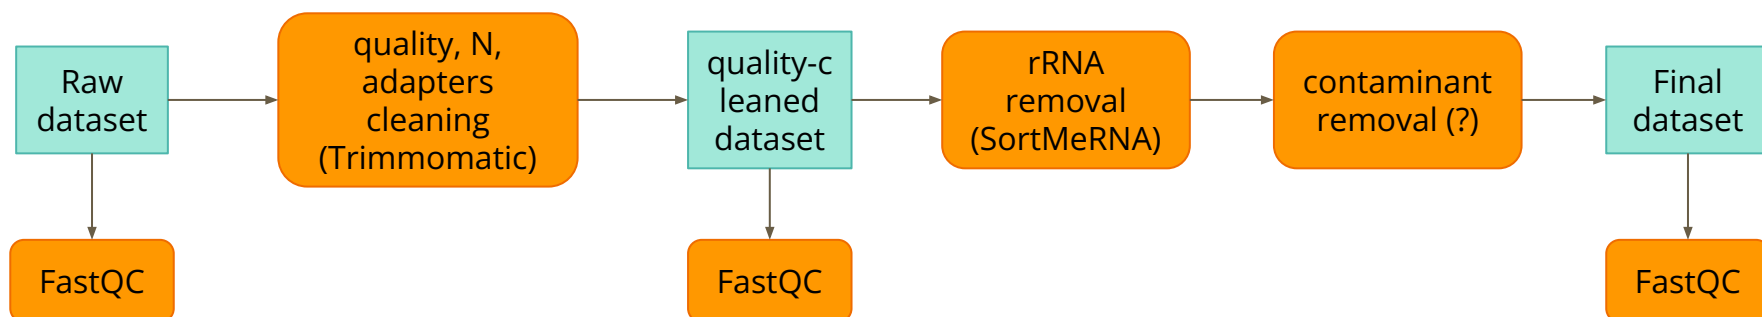 Raw
dataset
quality, N,
adapters
cleaning
(Trimmomatic)
quality-c
leaned
dataset
rRNA
removal
(SortMeRNA)
contaminant
removal (?)
Final
dataset
FastQC
FastQC
FastQC